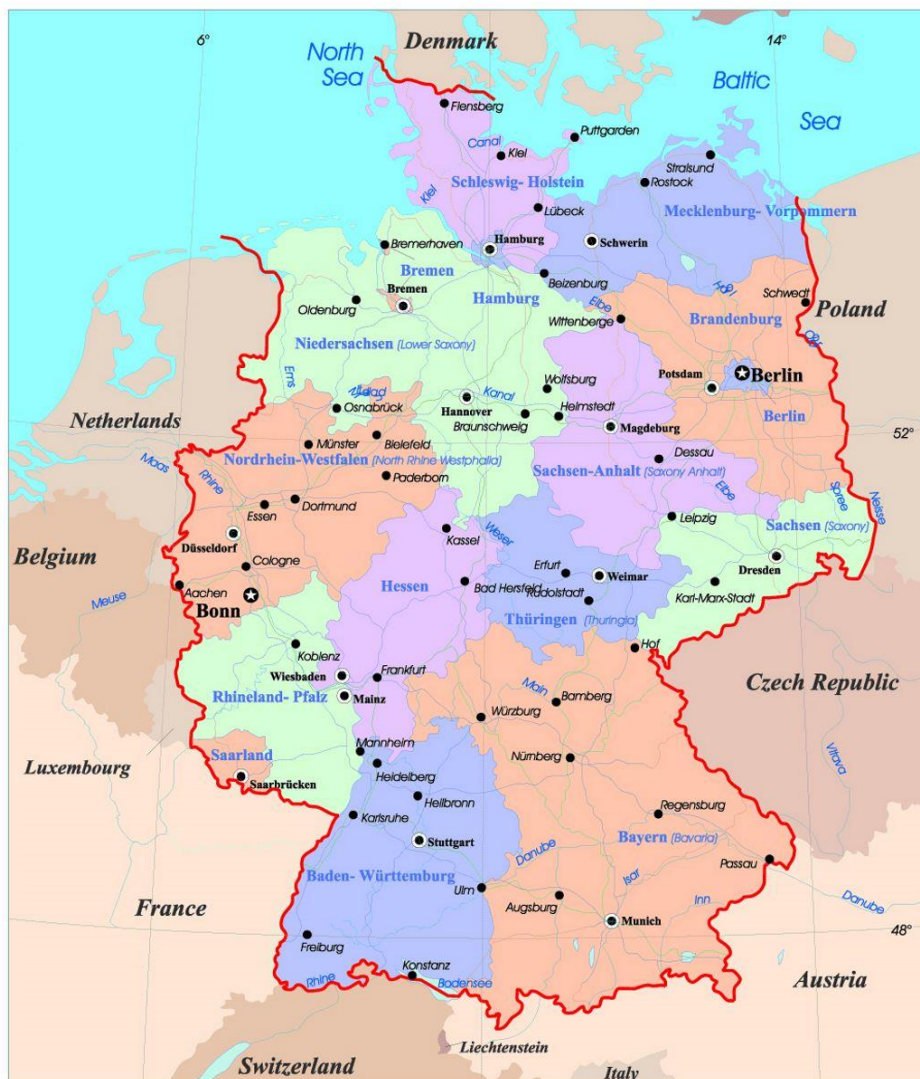 6°
Denmark
14°
North
Sea
Baltic
Sea
Flensberg
Canal
Puttgarden
Kiel
Schleswig- Holstein
Stralsund
Rostock
Kiel
Lübeck
Mecklenburg- Vorpommern
Bremerhaven
Hamburg
Schwerin
Bremen
Bremen
Hamburg
Beizenburg
Oldenburg
Elbe
Schwedt
Poland
Wittenberge
Brandenburg
Niedersachsen (Lower Saxony)
Ems
Wolfsburg
Potsdam
Berlin
Netherlands
Osnabrück
Hannover
Kanal
Helmstedt
Braunschweig
Magdeburg
Berlin
52°
Münster
Bielefeld
Nordrhein-Westfalen (North Rhine Westphalia)
Dessau
Maas
Rhine
Paderborn
Sachsen-Anhalt (Saxony Anhalt)
Elbe
Spree
Neisse
Essen
Dortmund
Leipzig
Sachsen (Saxony)
Belgium
Düsseldorf
Kassel
Weser
Cologne
Erfurt
Weimar
Dresden
Meuse
Aachen
Hessen
Bad Hersfeld
Rudolstadt
Karl-Marx-Stadt
Bonn
Thüringen (Thuringia)
Koblenz
Hof
Wiesbaden
Frankfurt
Czech Republic
Rhineland- Pfalz
Mainz
Main
Bamberg
Würzburg
Luxembourg
Saarland
Mannheim
Nürnberg
Vltava
Saarbrücken
Heidelberg
Heilbronn
Karlsruhe
Regensburg
Stuttgart
Bayern (Bavaria)
Danube
Passau
Baden- Württemburg
Ulm
Isar
France
Augsburg
Inn
Danube
Munich
48°
Freiburg
Konstanz
Rhine
Badensee
Austria
Switzerland
Liechtenstein
Italy